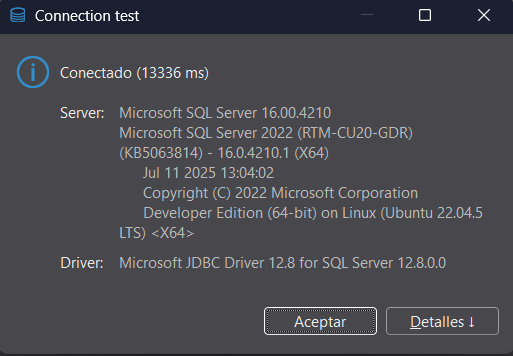 Connection test
Conectado (13336 ms)
Server: Microsoft SQL Server 16.00.4210
Microsoft SQL Server 2022 (RTM-CU20-GDR)
(KB5063814) - 16.0.4210.1 (X64)
Jul 11 2025 13:04:02
Copyright (C) 2022 Microsoft Corporation
Developer Edition (64-bit) on Linux (Ubuntu 22.04.5
LTS) <X64>
Driver: Microsoft JDBC Driver 12.8 for SQL Server 12.8.0.0
Aceptar
Detalles ↓